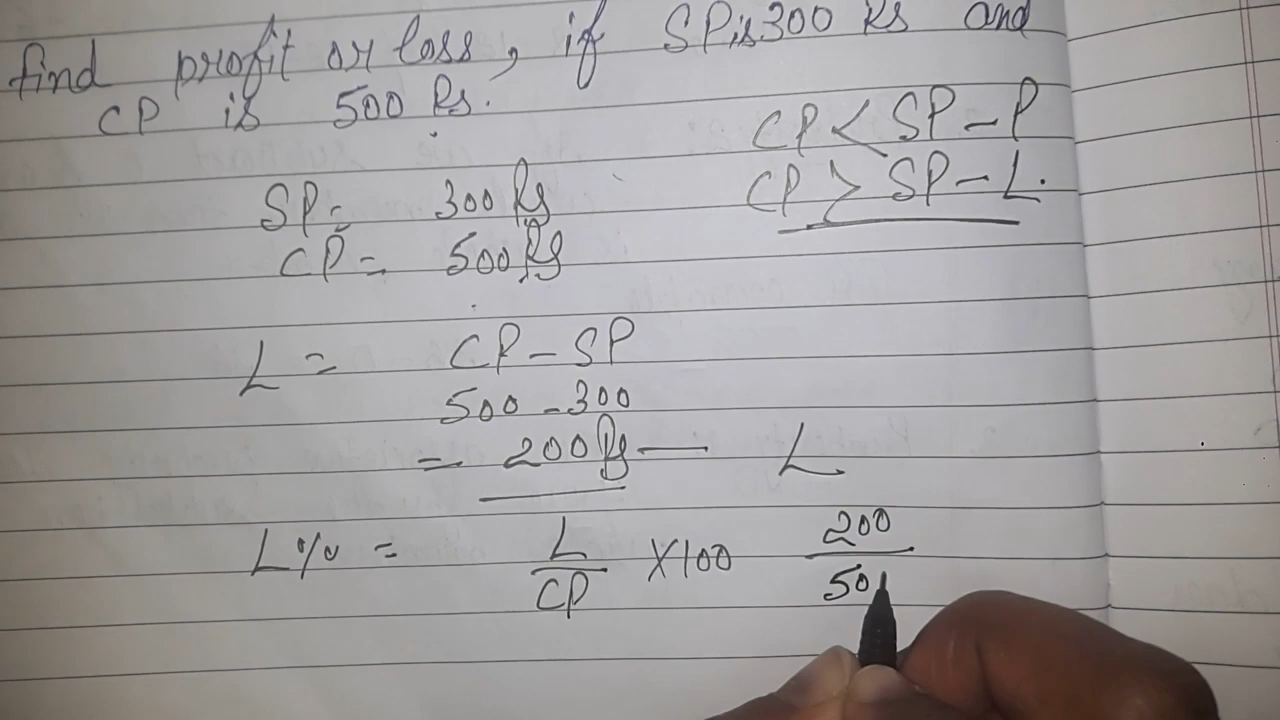 find profit or loss, if SP is 300 Rs and
CP is 500 Rs.
CP < SP - P
CP > SP - L.
SP = 300 Rs
CP = 500 Rs
L = CP - SP
500 - 300
= 200 Rs — L
L% = L/CP X100 200/50